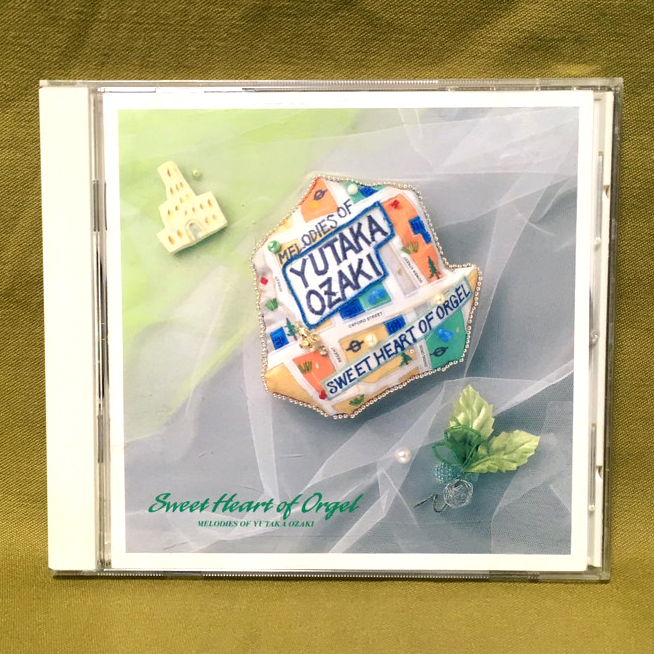 MELODIES OF
YUTAKA
OZAKI
OXFORD STREET
SWEET HEART OF ORGEL
Sweet Heart of Orgel
MELODIES OF YUTAKA OZAKI